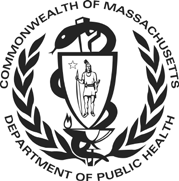 COMMONWEALTH OF MASSACHUSETTS
DEPARTMENT OF PUBLIC HEALTH